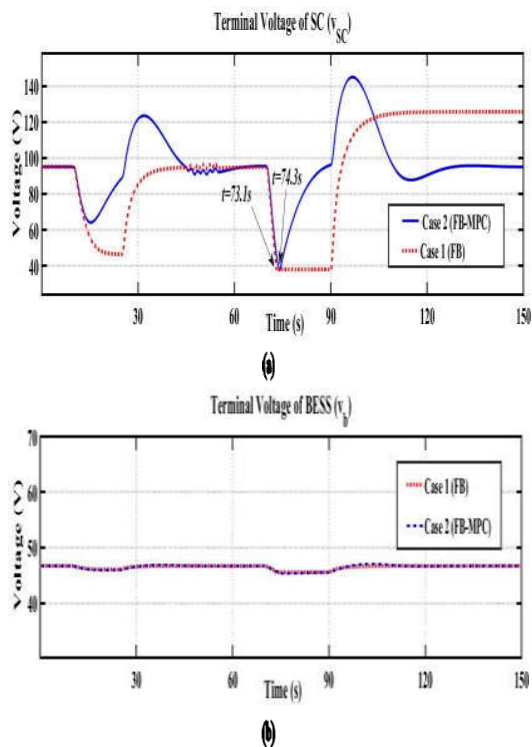 Terminal Voltage of SC (v_SC)
Voltage (V)
140
120
100
80
60
40
t=73.1s
t=74.3s
Case 2 (FB-MPC)
Case 1 (FB)
30
60
90
120
150
Time (s)
(a)
Terminal Voltage of BESS (v_b)
Voltage (V)
70
60
50
40
Case 1 (FB)
Case 2 (FB-MPC)
30
60
90
120
150
Time (s)
(b)